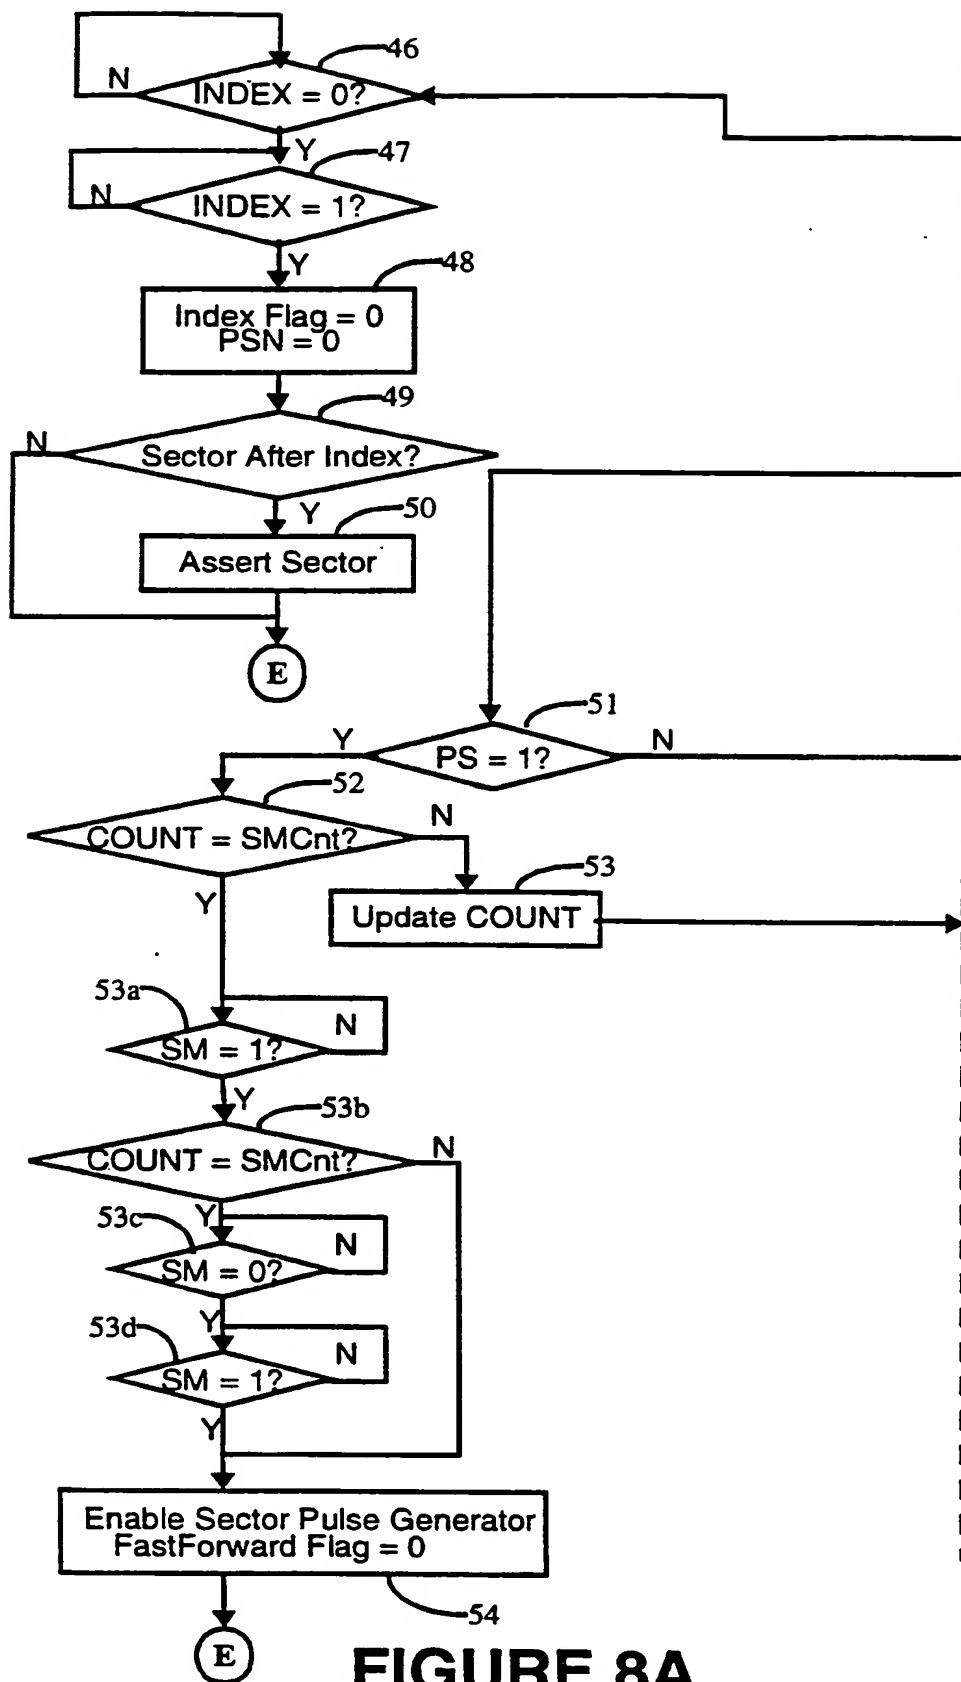 46
N
INDEX = 0?
Y
47
N
INDEX = 1?
Y
48
Index Flag = 0
PSN = 0
49
N
Sector After Index?
Y
50
Assert Sector
E
51
Y
PS = 1?
N
52
COUNT = SMCnt?
N
Y
53
Update COUNT
53a
N
SM = 1?
Y
53b
COUNT = SMCnt?
N
Y
53c
N
SM = 0?
Y
53d
N
SM = 1?
Y
Enable Sector Pulse Generator
FastForward Flag = 0
54
E
FIGURE 8A